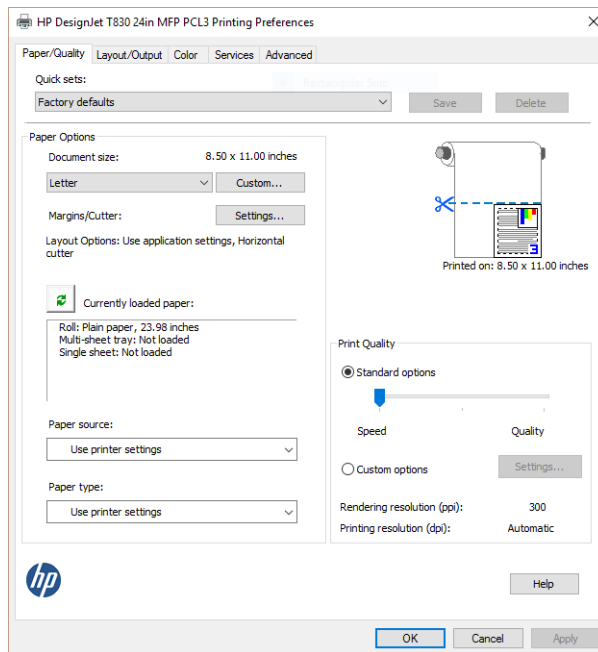 HP DesignJet T830 24in MFP PCL3 Printing Preferences
Paper/Quality Layout/Output Color Services Advanced
Quick sets:
Factory defaults Save Delete
Paper Options
Document size: 8.50 x 11.00 inches
Letter Custom...
Margins/Cutter: Settings...
Layout Options: Use application settings, Horizontal
cutter
Currently loaded paper:
Roll: Plain paper, 23.98 inches
Multi-sheet tray: Not loaded
Single sheet: Not loaded
Paper source:
Use printer settings
Paper type:
Use printer settings
3
Printed on: 8.50 x 11.00 inches
Print Quality
Standard options
Speed Quality
Custom options Settings...
Rendering resolution (ppi): 300
Printing resolution (dpi): Automatic
hp
Help
OK Cancel Apply